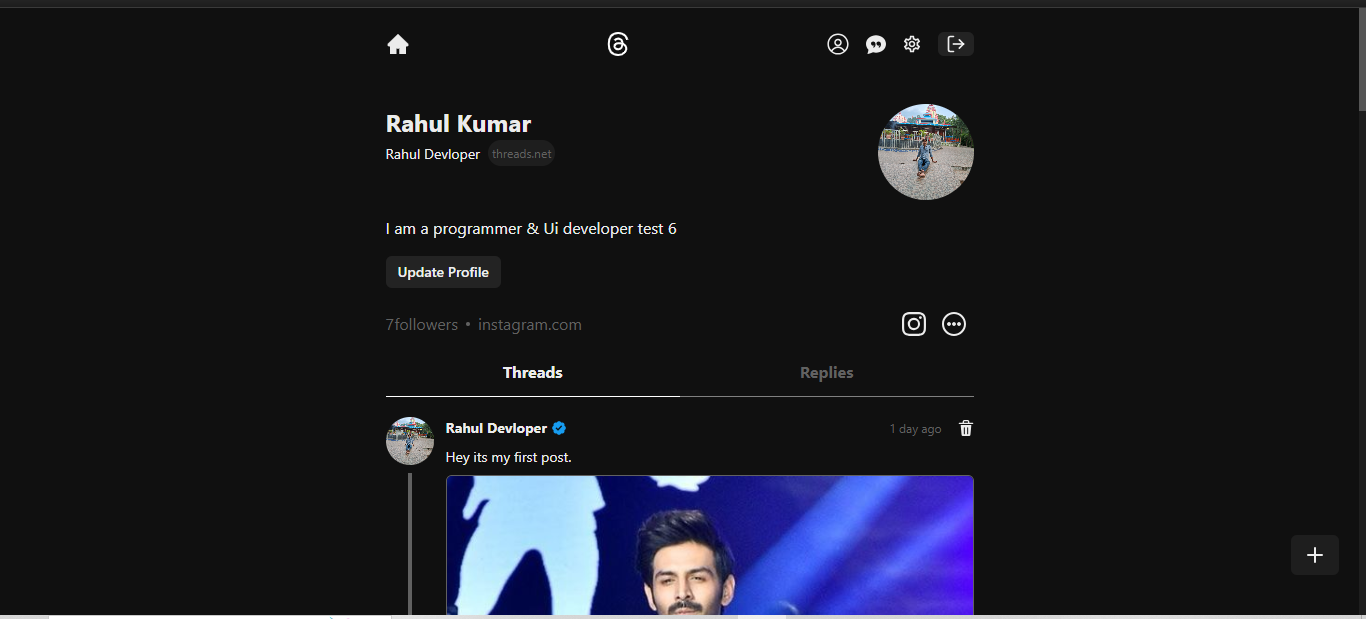 Rahul Kumar
Rahul Devloper threads.net
I am a programmer & Ui developer test 6
Update Profile
7followers • instagram.com
Threads Replies
Rahul Devloper 1 day ago
Hey its my first post.